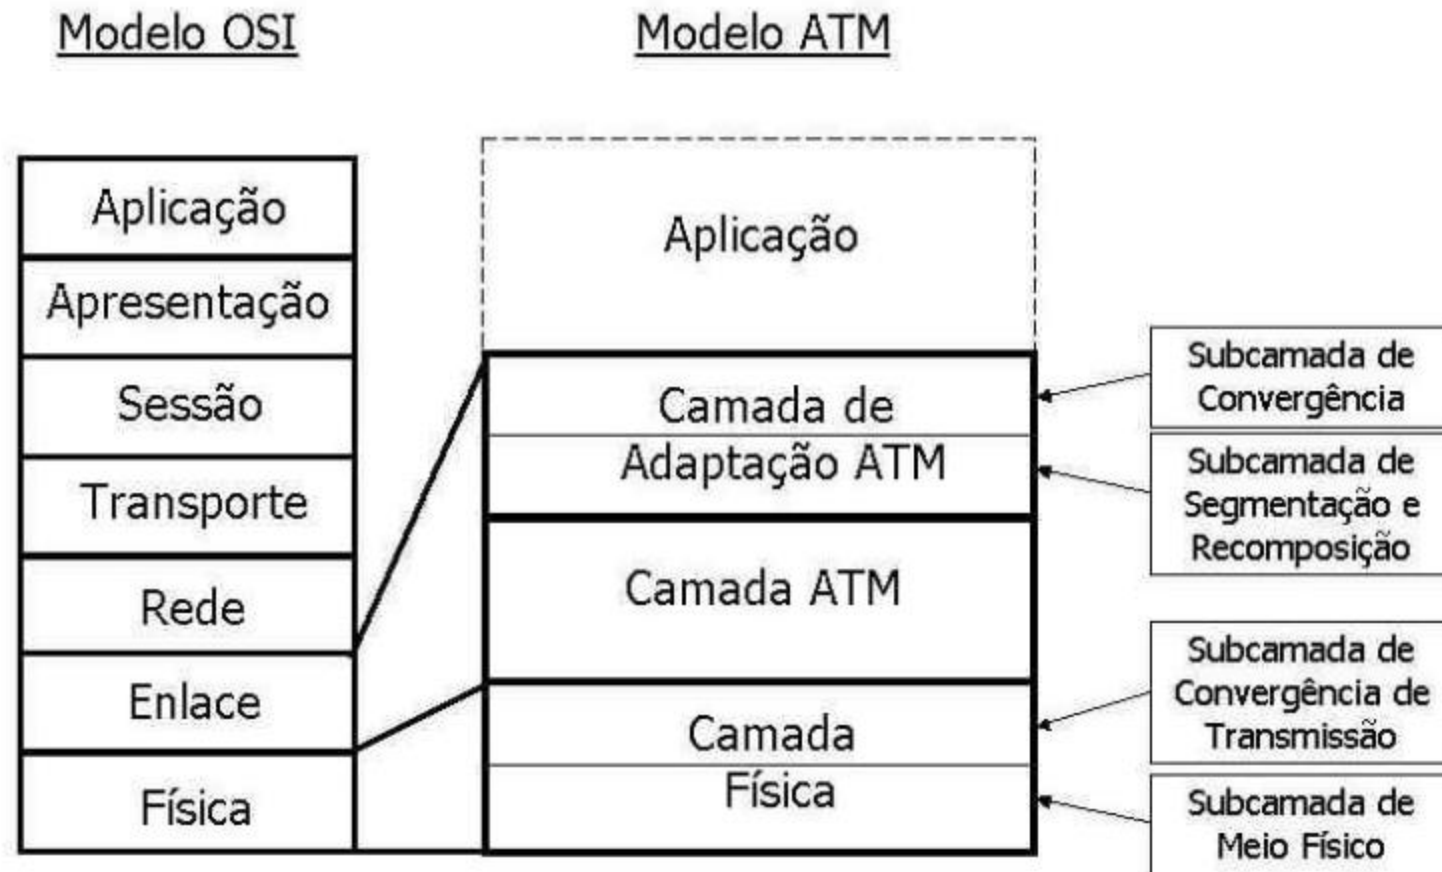 Modelo OSI
Modelo ATM
Aplicação
Apresentação
Sessão
Transporte
Rede
Enlace
Física
Aplicação
Camada de
Adaptação ATM
Camada ATM
Camada
Física
Subcamada de
Convergência
Subcamada de
Segmentação e
Recomposição
Subcamada de
Convergência de
Transmissão
Subcamada de
Meio Físico